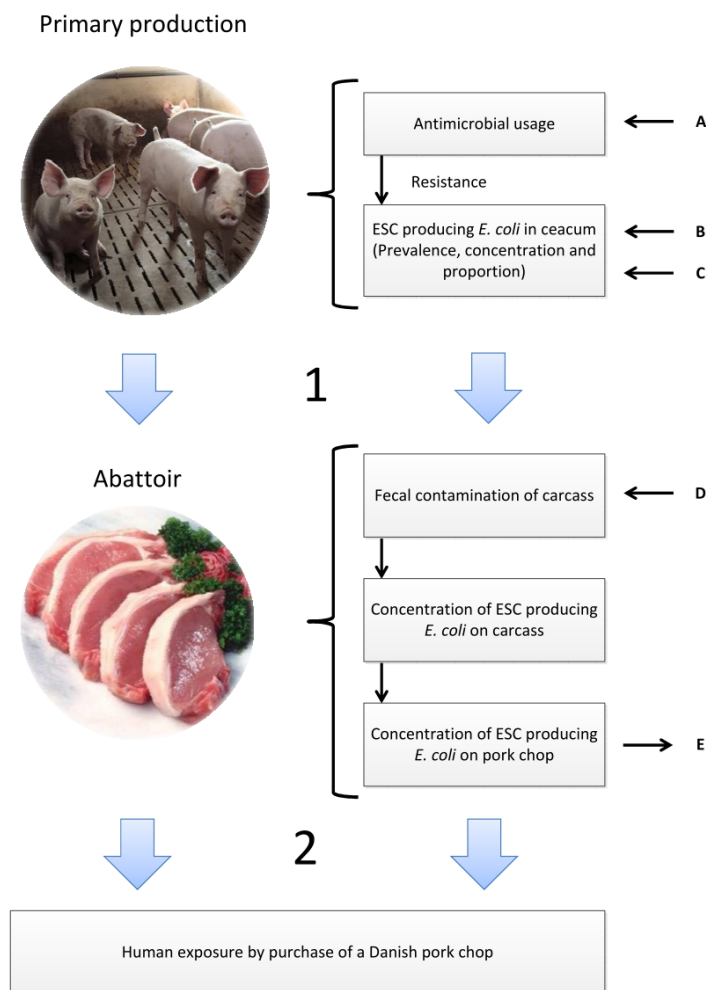 Primary production
Antimicrobial usage
A
Resistance
ESC producing E. coli in ceacum
(Prevalence, concentration and
proportion)
B
C
1
Abattoir
Fecal contamination of carcass
D
Concentration of ESC producing
E. coli on carcass
Concentration of ESC producing
E. coli on pork chop
E
2
Human exposure by purchase of a Danish pork chop